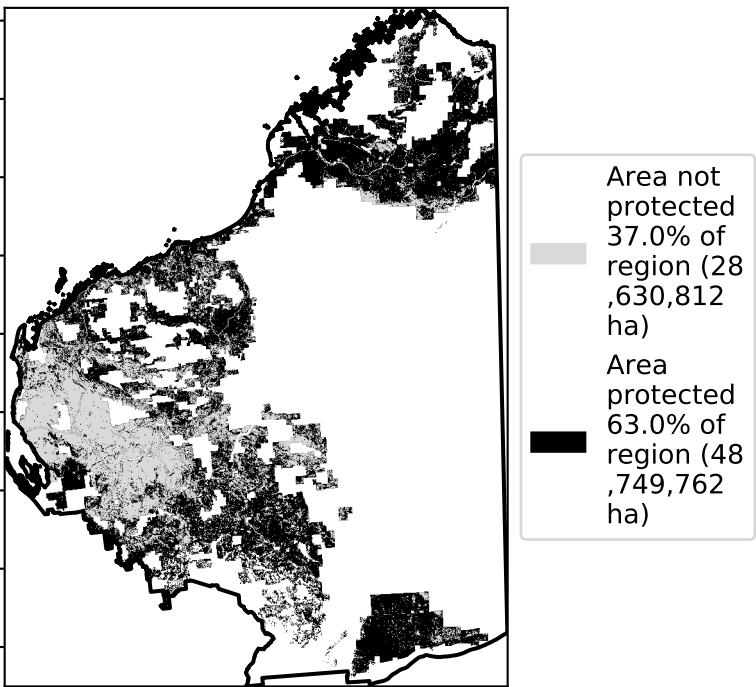 Area not
protected
37.0% of
region (28
,630,812
ha)
Area
protected
63.0% of
region (48
,749,762
ha)